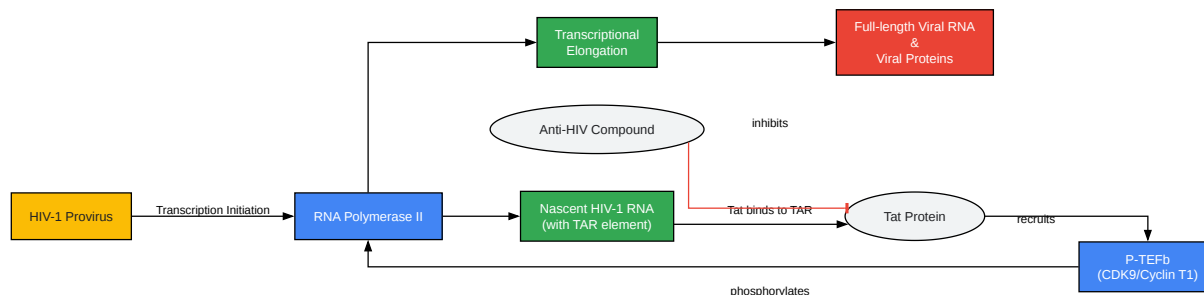 Transcriptional
Elongation
Full-length Viral RNA
&
Viral Proteins
Anti-HIV Compound
inhibits
HIV-1 Provirus
Transcription Initiation
RNA Polymerase II
Nascent HIV-1 RNA
(with TAR element)
Tat binds to TAR
Tat Protein
recruits
P-TEFb
(CDK9/Cyclin T1)
phosphorylates